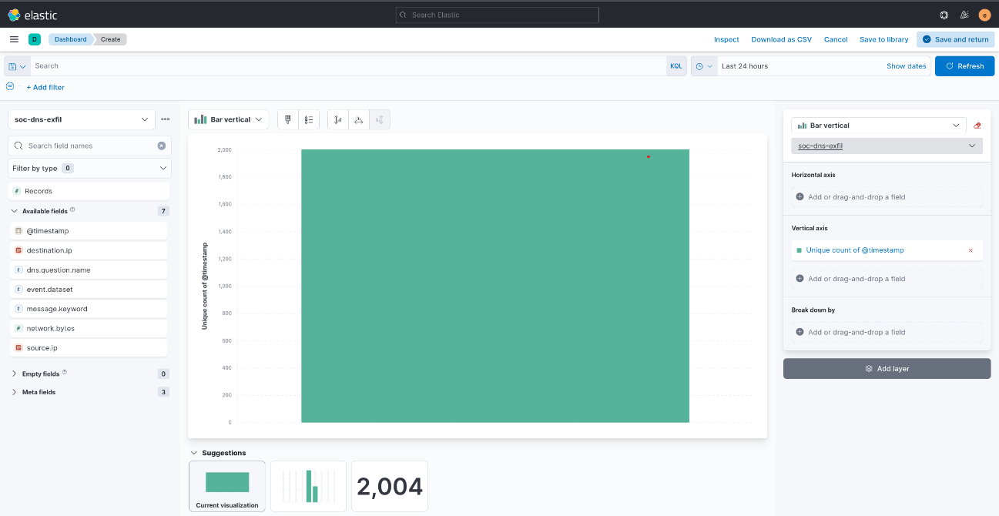 elastic
Search Elastic
e
D
Dashboard
Create
Inspect
Download as CSV
Cancel
Save to library
Save and return
Search
KQL
Last 24 hours
Show dates
Refresh
+ Add filter
soc-dns-exfil
Search field names
Filter by type 0
# Records
Available fields 7
@timestamp
IP destination.ip
t dns.question.name
t event.dataset
t message.keyword
# network.bytes
IP source.ip
Empty fields 0
Meta fields 3
Bar vertical
2,000
1,800
1,600
1,400
1,200
1,000
800
600
400
200
0
Unique count of @timestamp
Suggestions
Current visualization
2,004
Bar vertical
soc-dns-exfil
Horizontal axis
Add or drag-and-drop a field
Vertical axis
Unique count of @timestamp
Add or drag-and-drop a field
Break down by
Add or drag-and-drop a field
Add layer